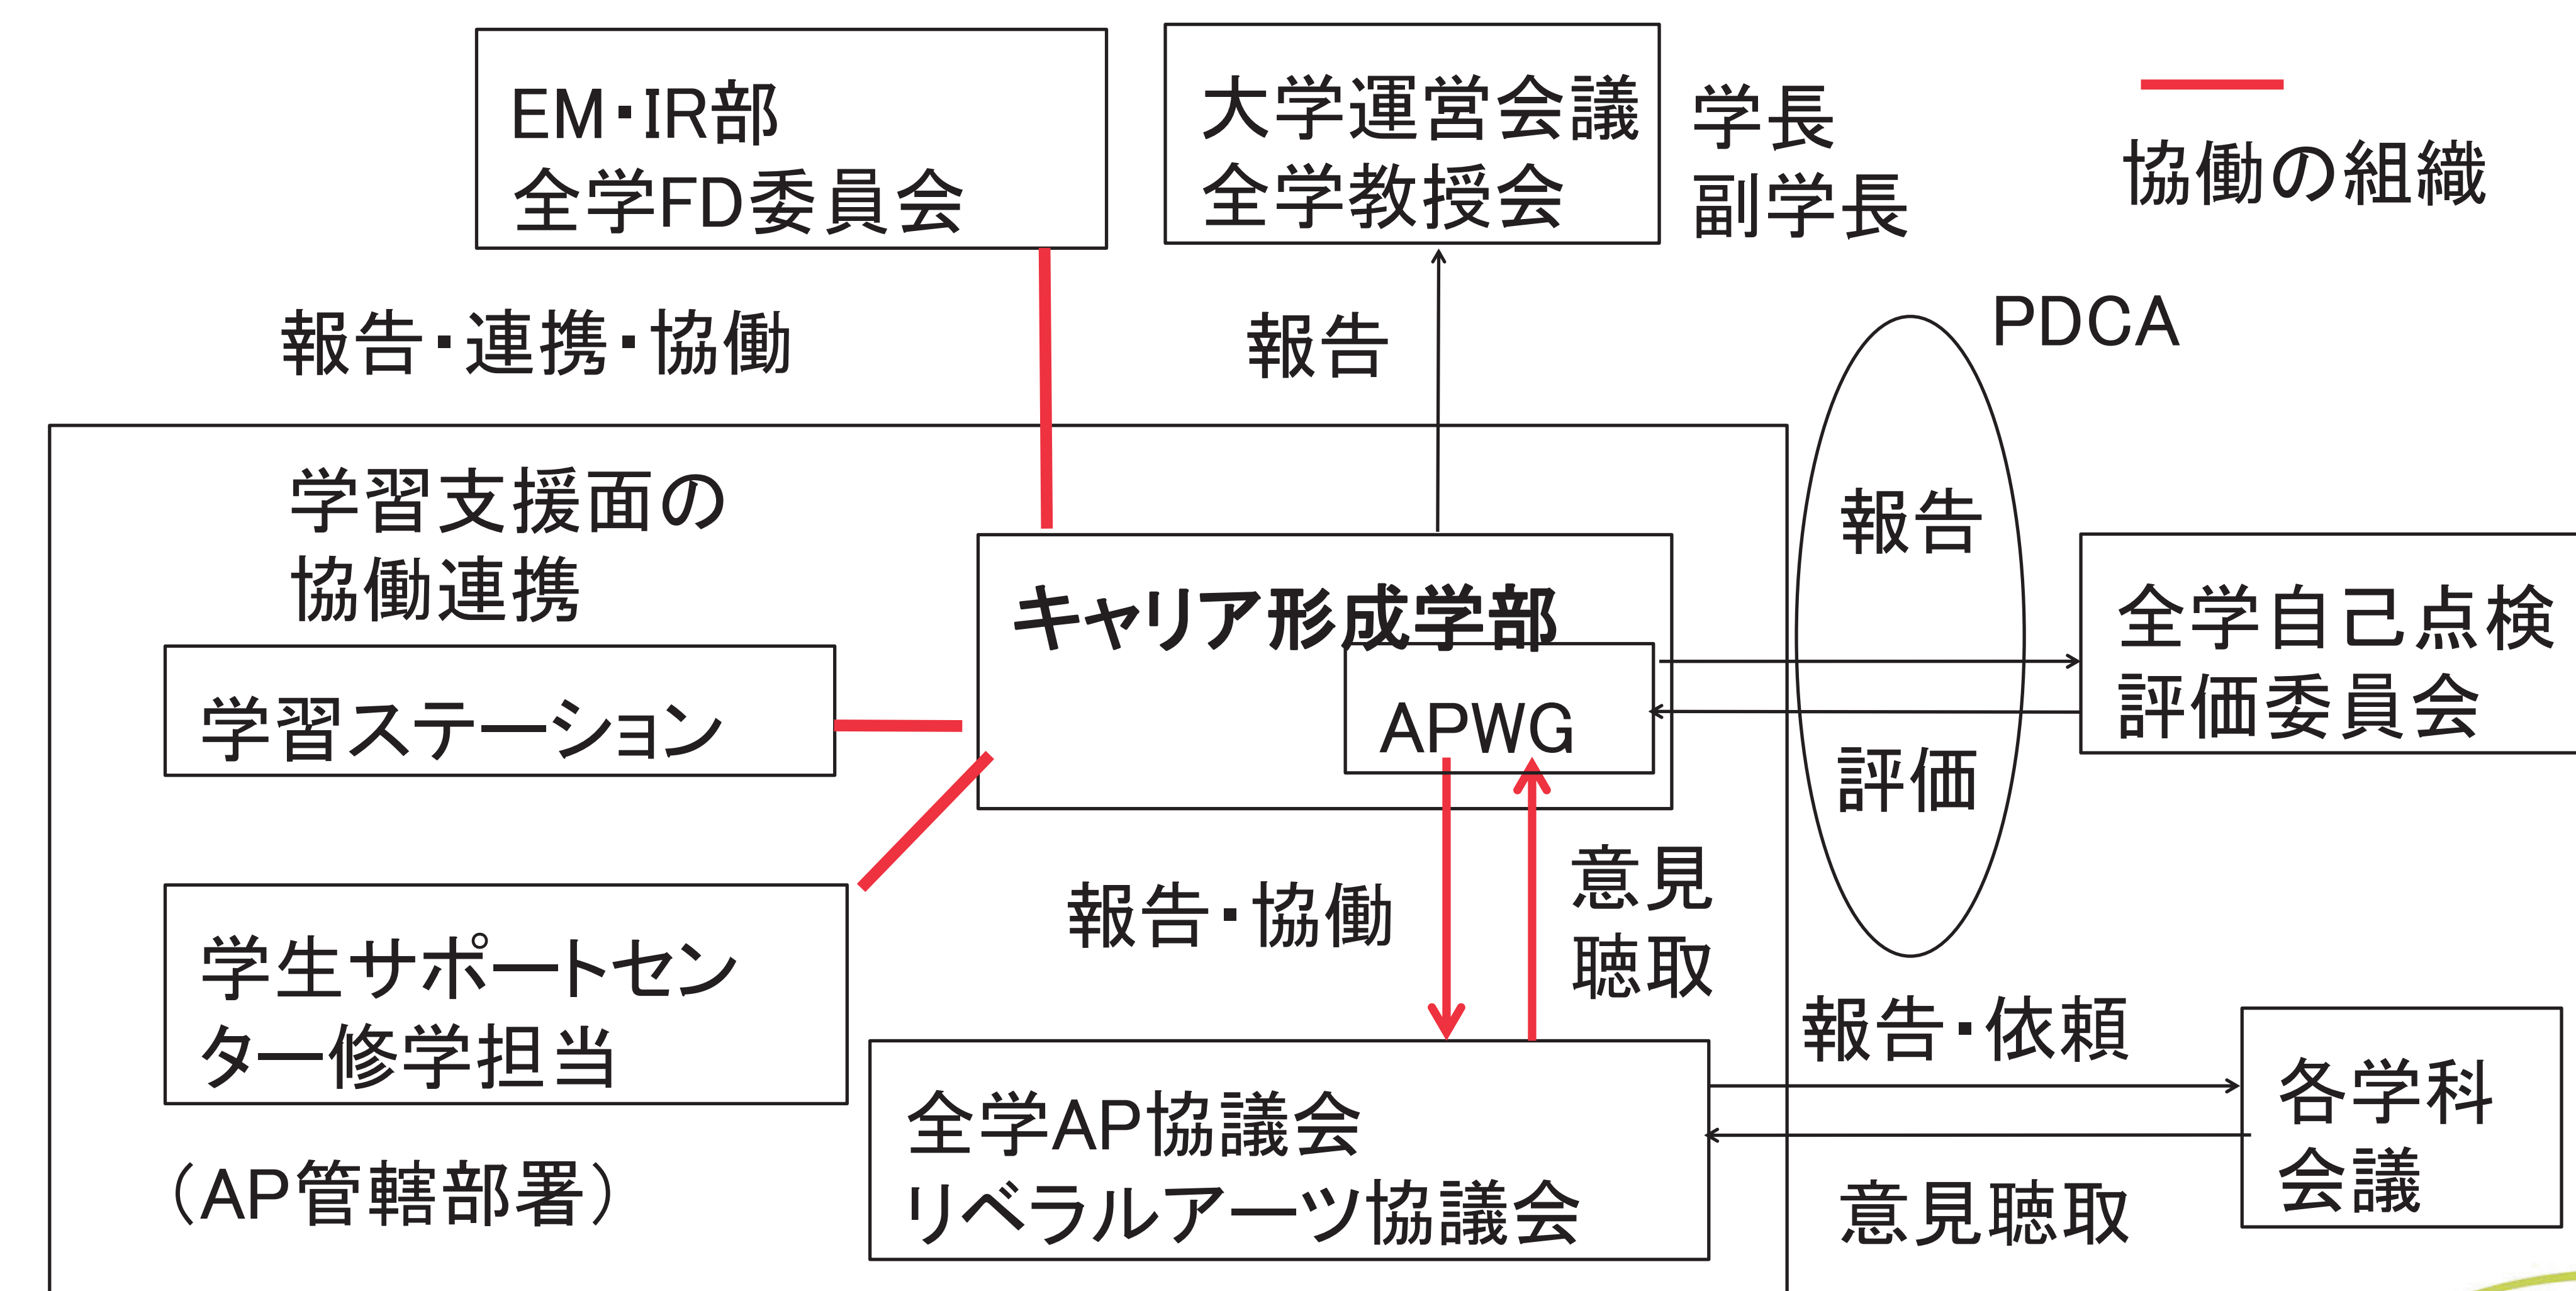 EM・IR部
全学FD委員会
大学運営会議
全学教授会
学長
副学長
協働の組織
報告・連携・協働
報告
PDCA
学習支援面の
協働連携
報告
キャリア形成学部
APWG
全学自己点検
評価委員会
学習ステーション
評価
報告・協働
意見
聴取
学生サポートセン
ター修学担当
(AP管轄部署)
全学AP協議会
リベラルアーツ協議会
報告・依頼
各学科
会議
意見聴取